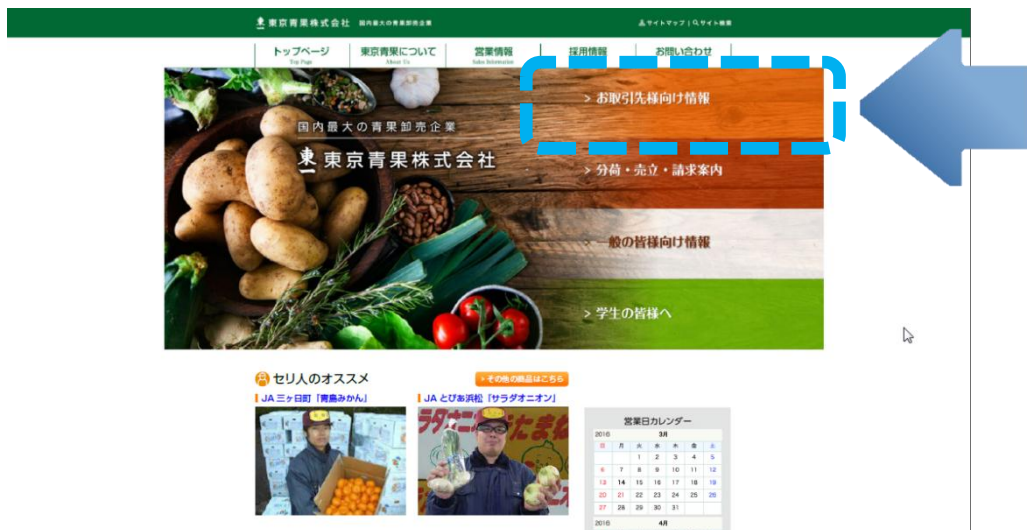 東京青果株式会社 国内最大の青果卸売企業
サイトマップ | サイト検索
トップページ 東京青果について 営業情報 採用情報 お問い合わせ
Top Page About Us Sales Information
> お取引先様向け情報
国内最大の青果卸売企業
東京青果株式会社
> 分荷・売立・請求案内
> 一般の皆様向け情報
> 学生の皆様へ
セリ人のオススメ
その他の商品はこちら
JA三ヶ日町「青島みかん」
JAとぴあ浜松「サラダオニオン」
営業日カレンダー
2016 3月
日 月 火 水 木 金 土
1 2 3 4 5
6 7 8 9 10 11 12
13 14 15 16 17 18 19
20 21 22 23 24 25 26
27 28 29 30 31
2016 4月